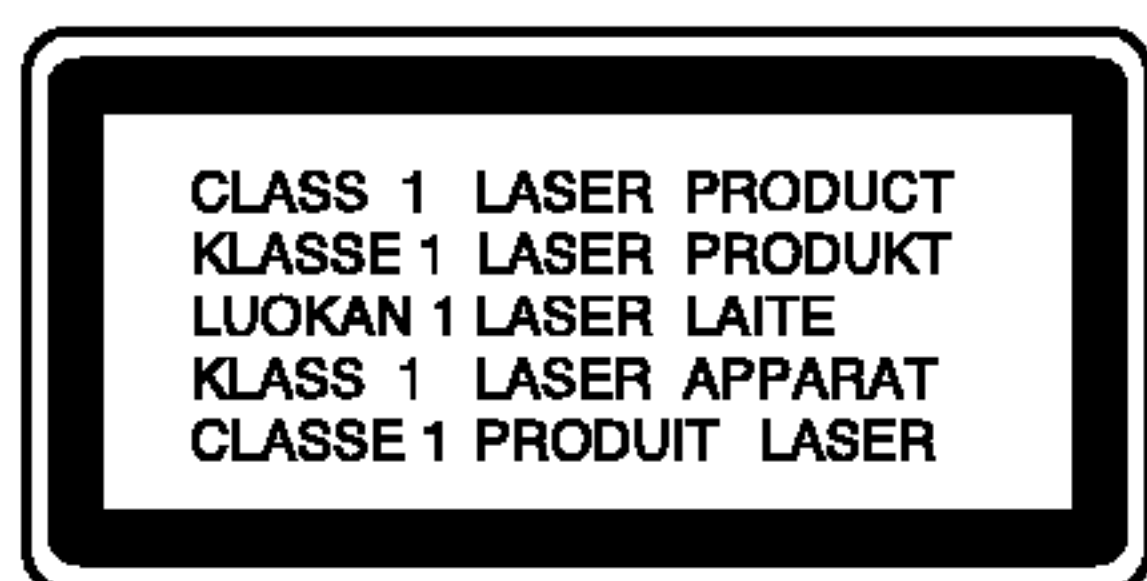 CLASS 1 LASER PRODUCT
KLASSE 1 LASER PRODUKT
LUOKAN 1 LASER LAITE
KLASS 1 LASER APPARAT
CLASSE 1 PRODUIT LASER